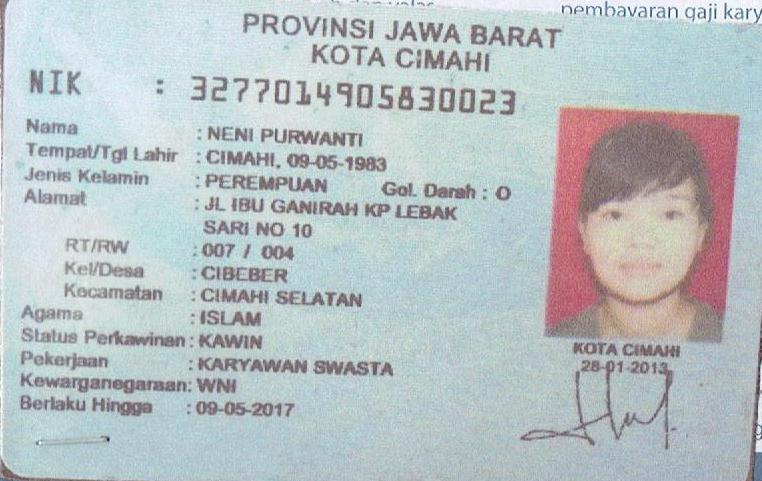 pembayaran gaji kary
PROVINSI JAWA BARAT
KOTA CIMAHI
NIK : 3277014905830023
Nama : NENI PURWANTI
Tempat/Tgl Lahir : CIMAHI, 09-05-1983
Jenis Kelamin : PEREMPUAN Gol. Darah : O
Alamat : JL IBU GANIRAH KP LEBAK
SARI NO 10
RT/RW : 007 / 004
Kel/Desa : CIBEBER
Kecamatan : CIMAHI SELATAN
Agama : ISLAM
Status Perkawinan : KAWIN
Pekerjaan : KARYAWAN SWASTA
Kewarganegaraan: WNI
Berlaku Hingga : 09-05-2017
KOTA CIMAHI
28-01-2013